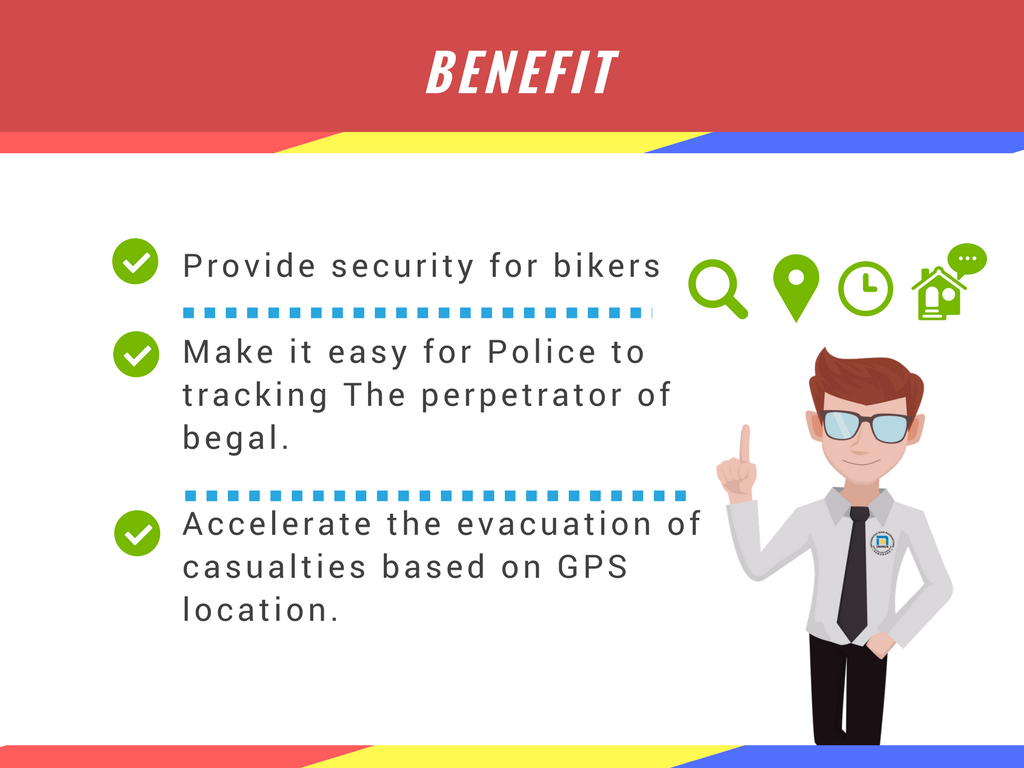 BENEFIT
Provide security for bikers
Make it easy for Police to
tracking The perpetrator of
begal.
Accelerate the evacuation of
casualties based on GPS
location.